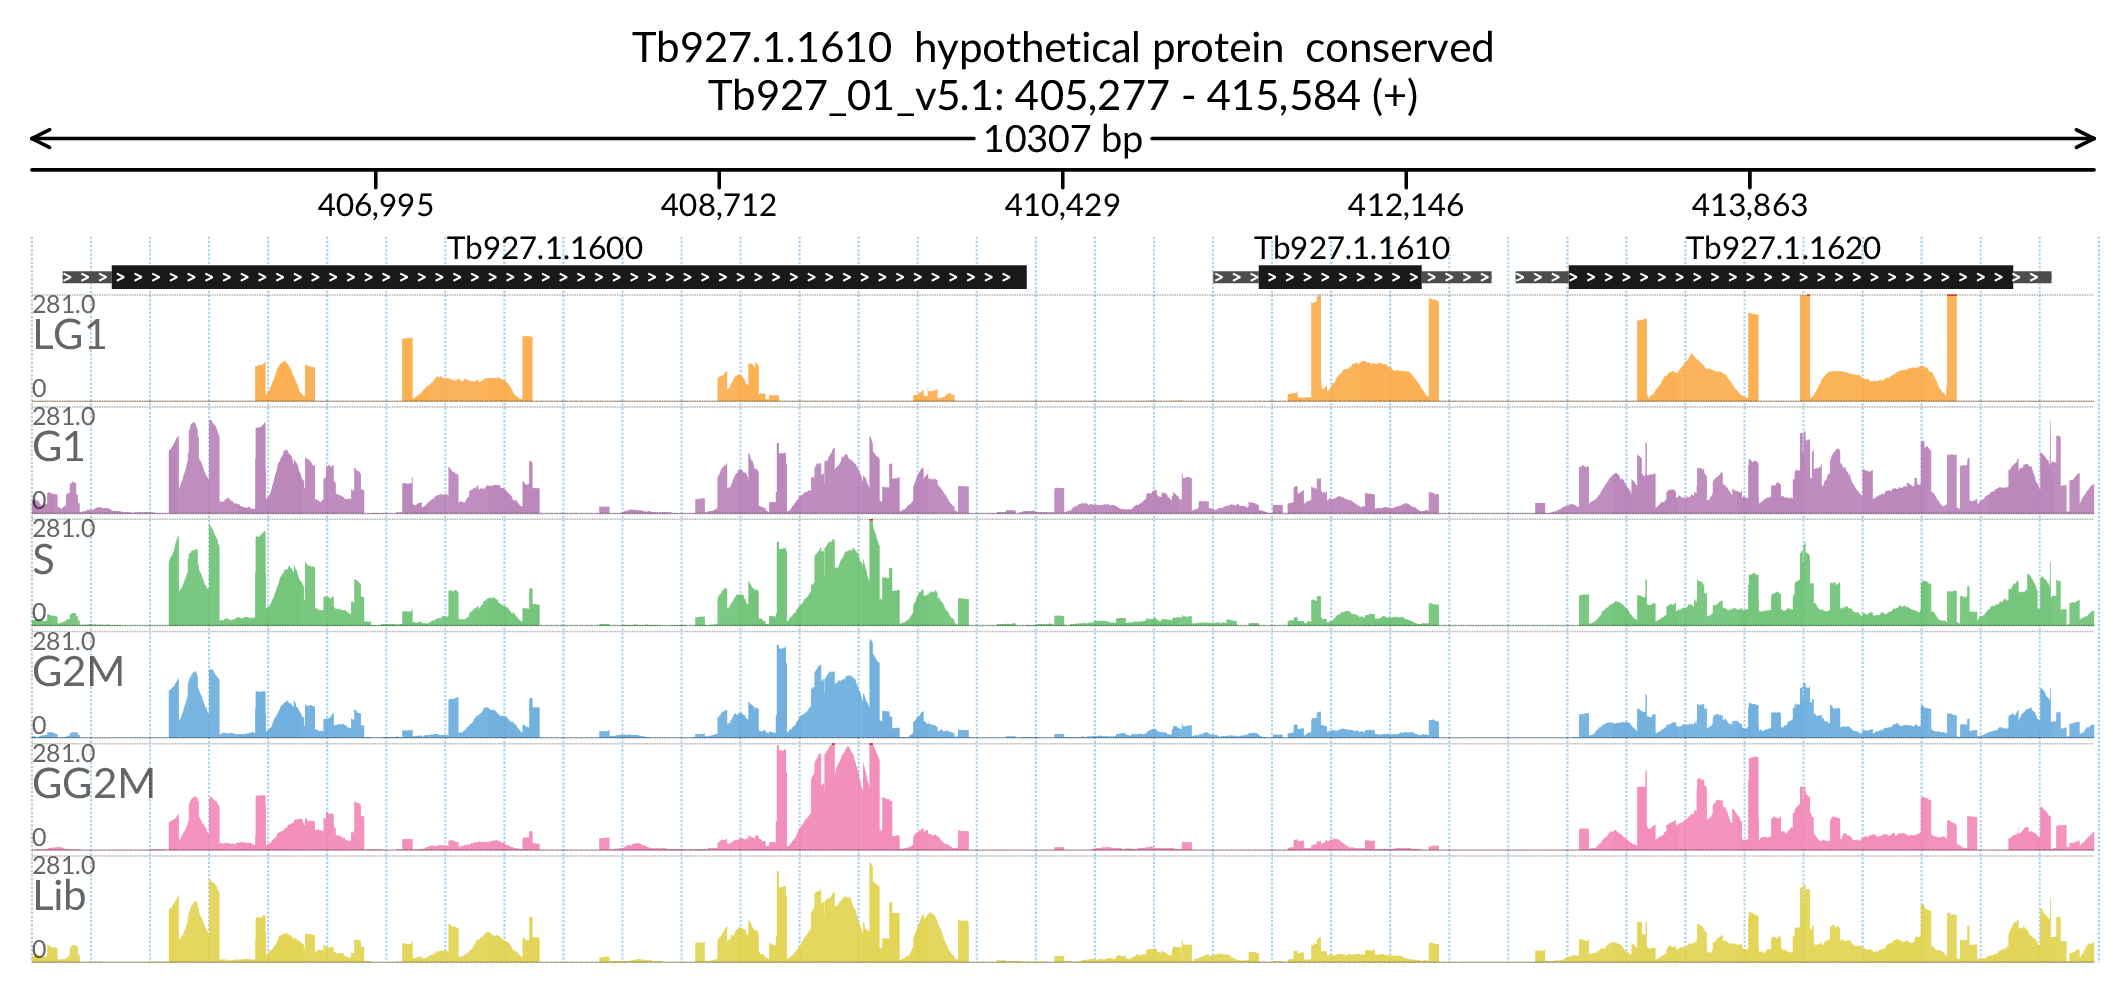 Tb927.1.1610  hypothetical protein  conserved
Tb927_01_v5.1: 405,277 - 415,584 (+)
10307 bp
406,995 408,712 410,429 412,146 413,863
Tb927.1.1600 Tb927.1.1610 Tb927.1.1620
281.0
LG1
0
281.0
G1
0
281.0
S
0
281.0
G2M
0
281.0
GG2M
0
281.0
Lib
0